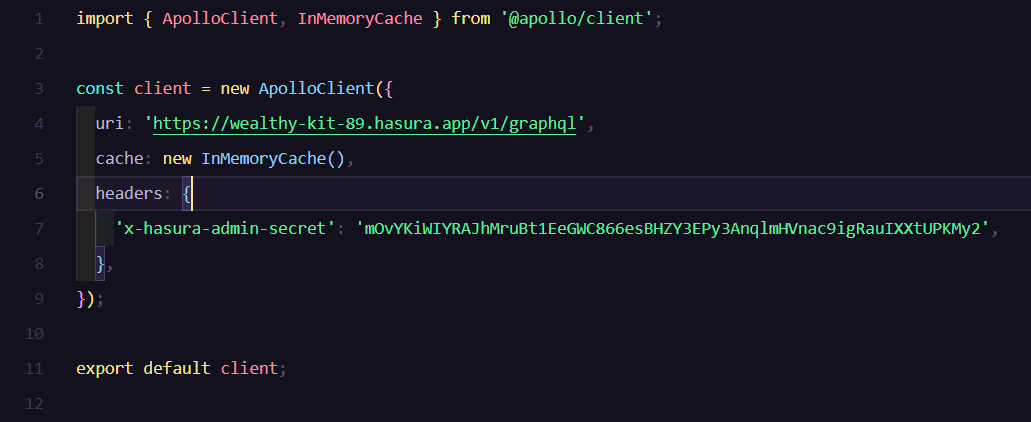 1 import { ApolloClient, InMemoryCache } from '@apollo/client';
2
3 const client = new ApolloClient({
4 uri: 'https://wealthy-kit-89.hasura.app/v1/graphql',
5 cache: new InMemoryCache(),
6 headers: {
7 'x-hasura-admin-secret': 'mOvYKiWIYRAJhMruBt1EeGWC866esBHZY3EPy3AnqlmHVnac9igRauIXXtUPKMy2',
8 },
9 });
10
11 export default client;
12